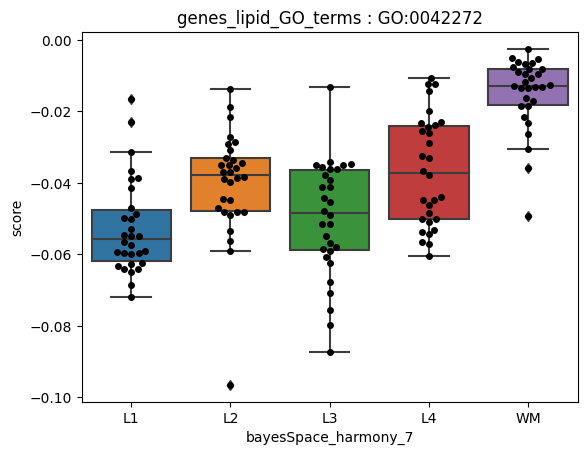 genes_lipid_GO_terms : GO:0042272
0.00
−0.02
−0.04
−0.06
−0.08
−0.10
score
L1 L2 L3 L4 WM
bayesSpace_harmony_7